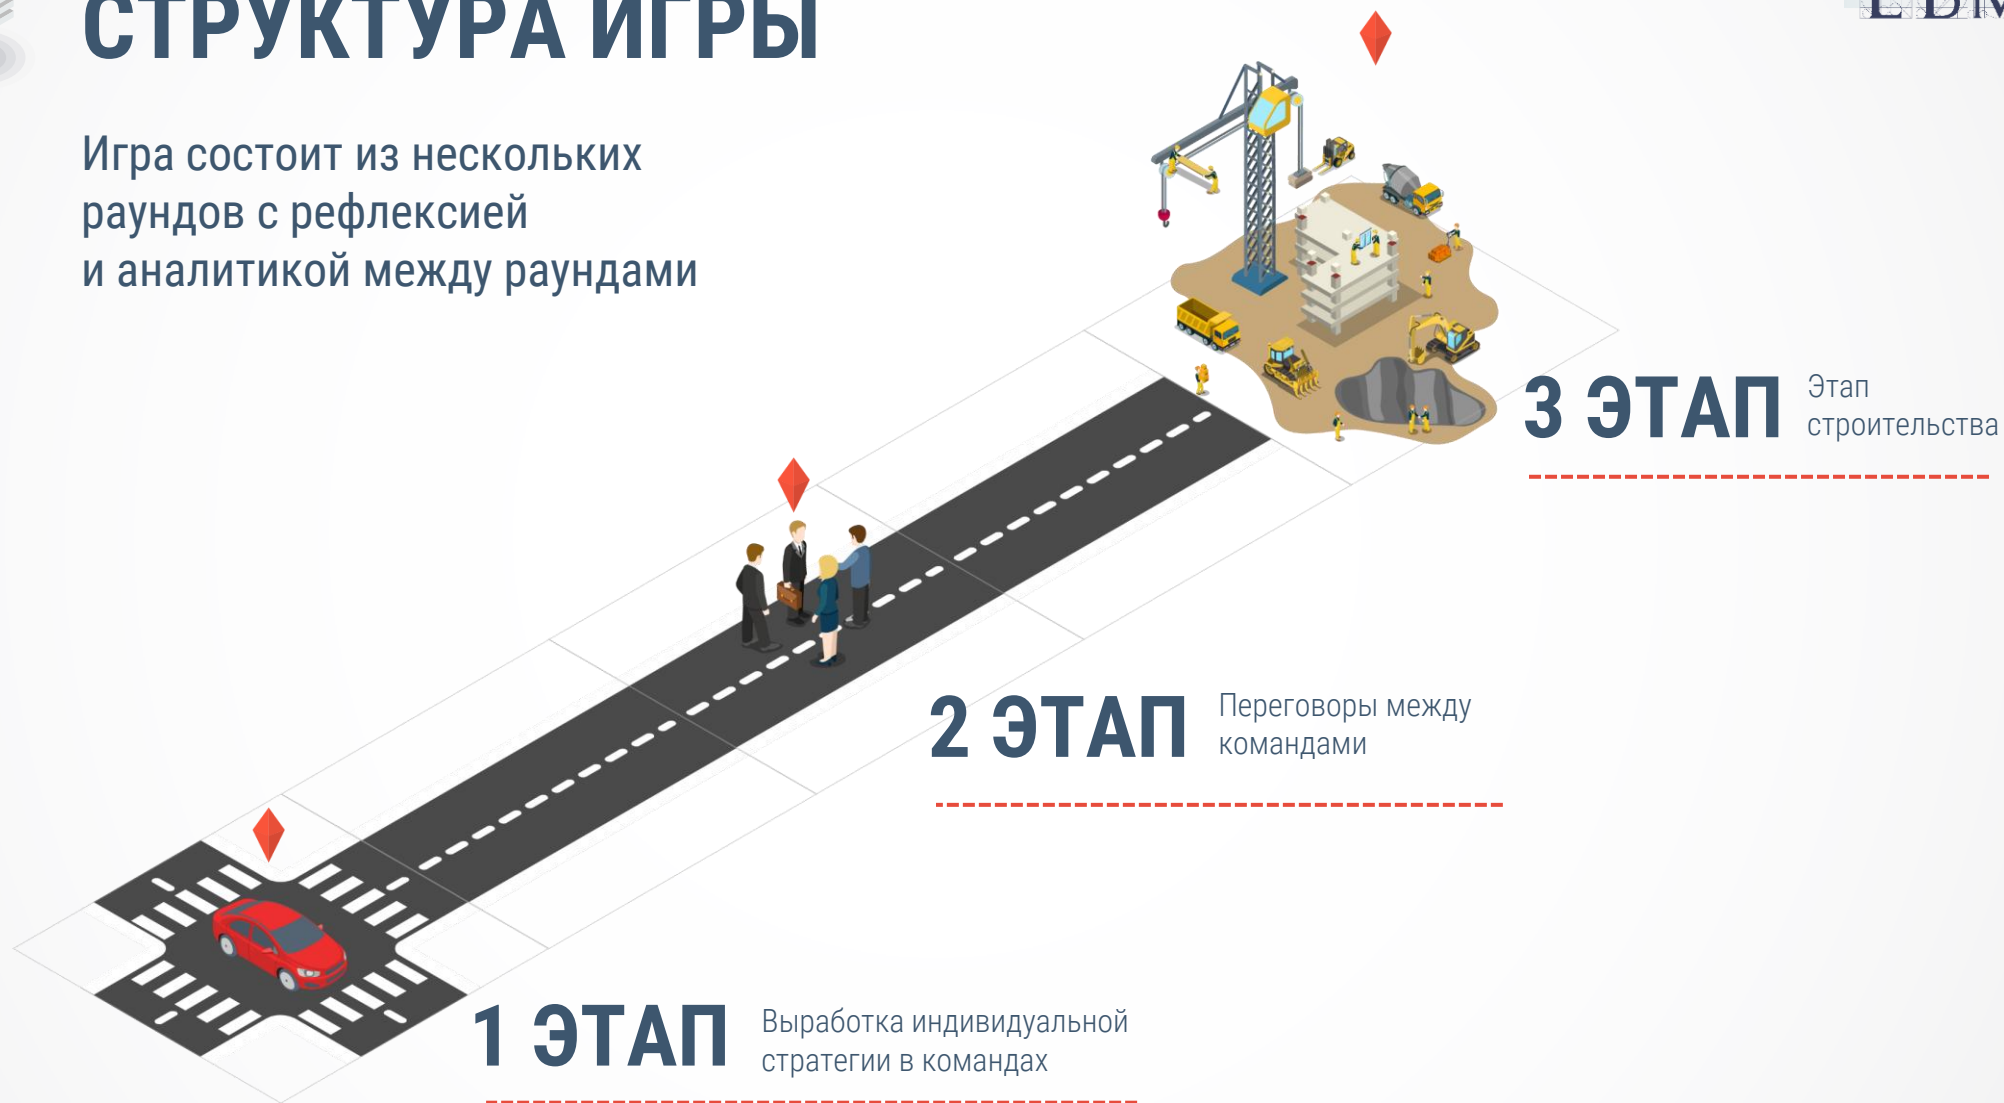 СТРУКТУРА ИГРЫ
Игра состоит из нескольких
раундов с рефлексией
и аналитикой между раундами
3 ЭТАП
Этап
строительства
2 ЭТАП
Переговоры между
командами
1 ЭТАП
Выработка индивидуальной
стратегии в командах